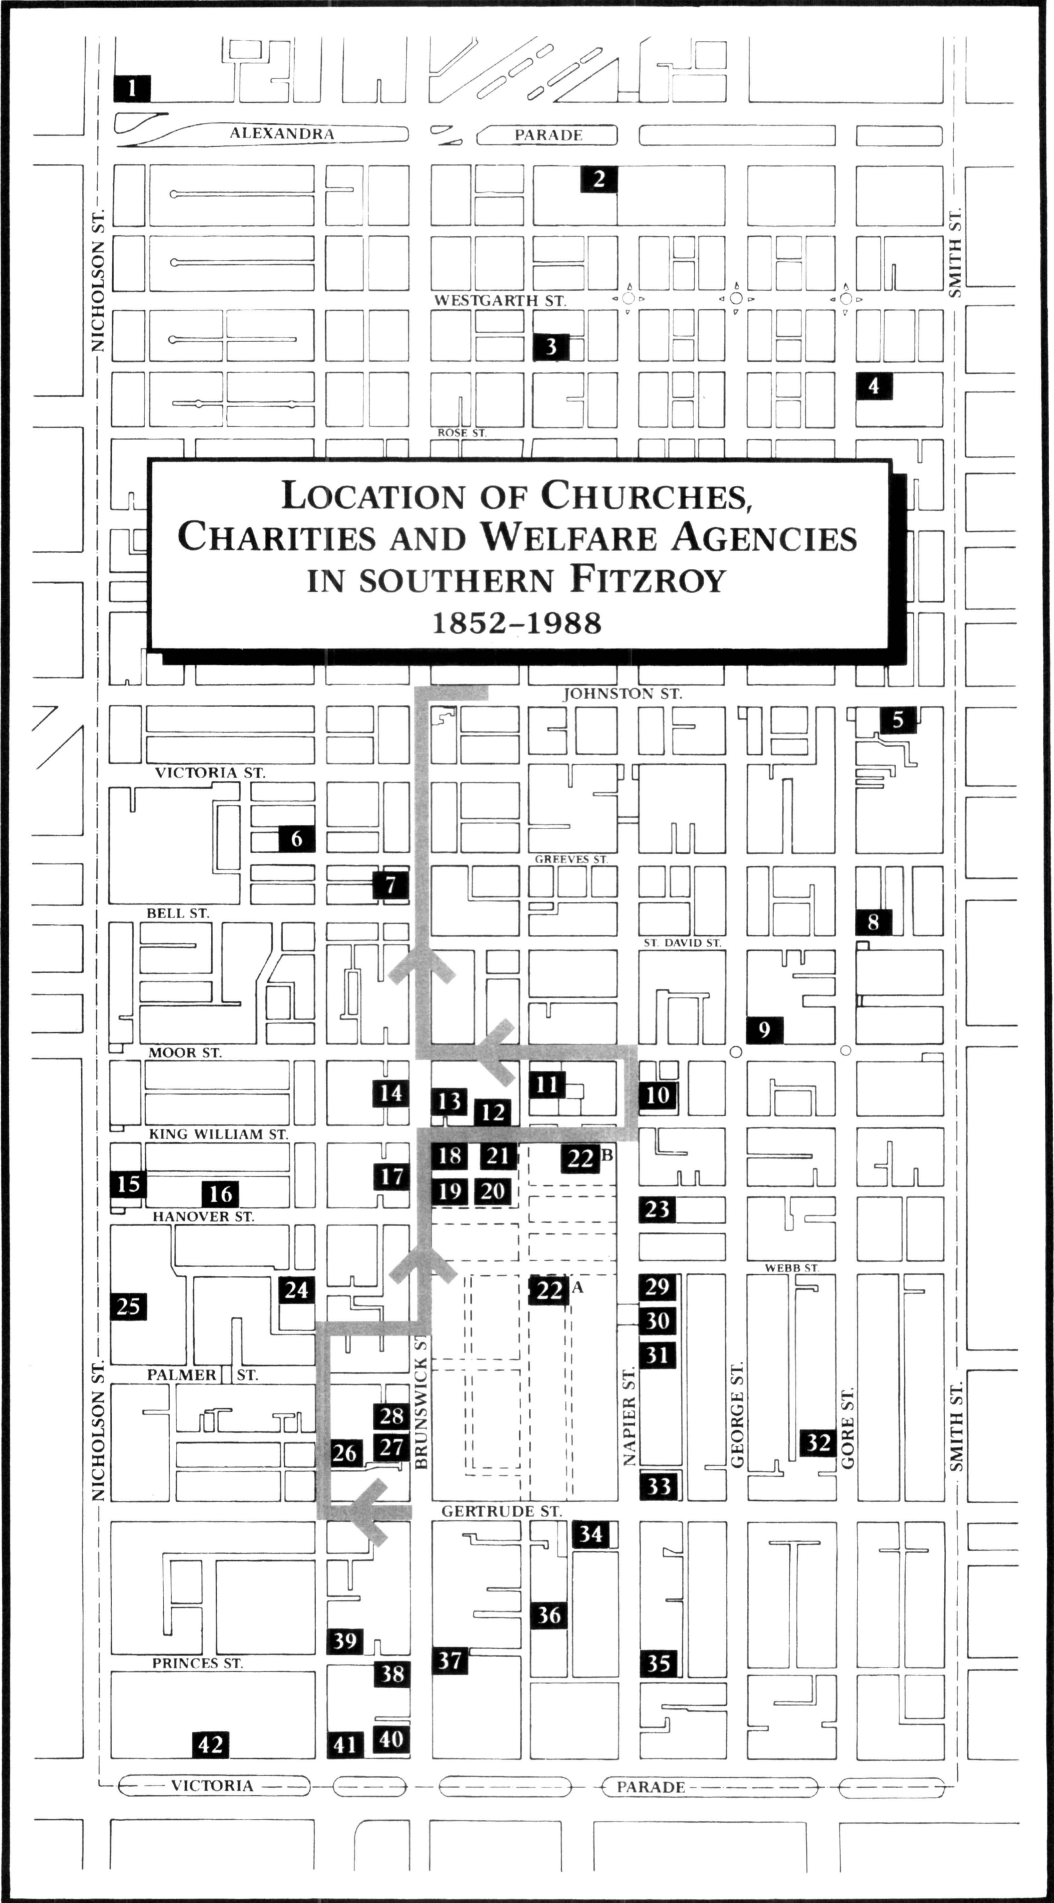 1
ALEXANDRA PARADE
2
NICHOLSON ST.
SMITH ST.
WESTGARTH ST.
3
4
ROSE ST.
LOCATION OF CHURCHES,
CHARITIES AND WELFARE AGENCIES
IN SOUTHERN FITZROY
1852–1988
JOHNSTON ST.
5
VICTORIA ST.
6
GREEVES ST.
7
BELL ST.
8
ST. DAVID ST.
9
MOOR ST.
14
13
12
11
10
KING WILLIAM ST.
18
21
22 B
15
16
17
19
20
23
HANOVER ST.
WEBB ST.
24
25
22 A
29
30
31
PALMER ST.
NICHOLSON ST.
BRUNSWICK ST
NAPIER ST.
GEORGE ST.
GORE ST.
SMITH ST.
28
26
27
32
33
GERTRUDE ST.
34
36
39
37
35
PRINCES ST.
38
42
41
40
VICTORIA PARADE